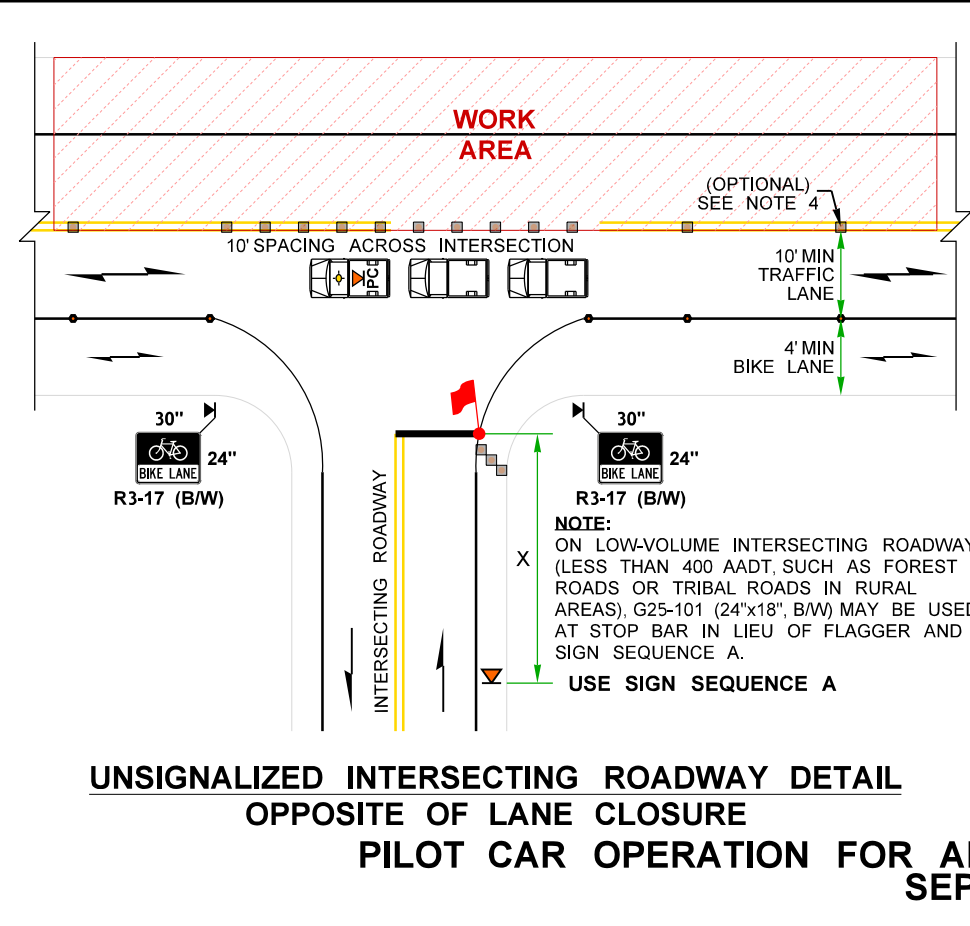 WORK
AREA
(OPTIONAL)
SEE NOTE 4
10' SPACING ACROSS INTERSECTION
PC
10' MIN
TRAFFIC
LANE
4' MIN
BIKE LANE
30"
BIKE LANE
24"
R3-17 (B/W)
30"
BIKE LANE
24"
R3-17 (B/W)
INTERSECTING ROADWAY
X
NOTE:
ON LOW-VOLUME INTERSECTING ROADWAY
(LESS THAN 400 AADT, SUCH AS FOREST
ROADS OR TRIBAL ROADS IN RURAL
AREAS), G25-101 (24"x18", B/W) MAY BE USED
AT STOP BAR IN LIEU OF FLAGGER AND
SIGN SEQUENCE A.
USE SIGN SEQUENCE A
UNSIGNALIZED INTERSECTING ROADWAY DETAIL
OPPOSITE OF LANE CLOSURE
PILOT CAR OPERATION FOR